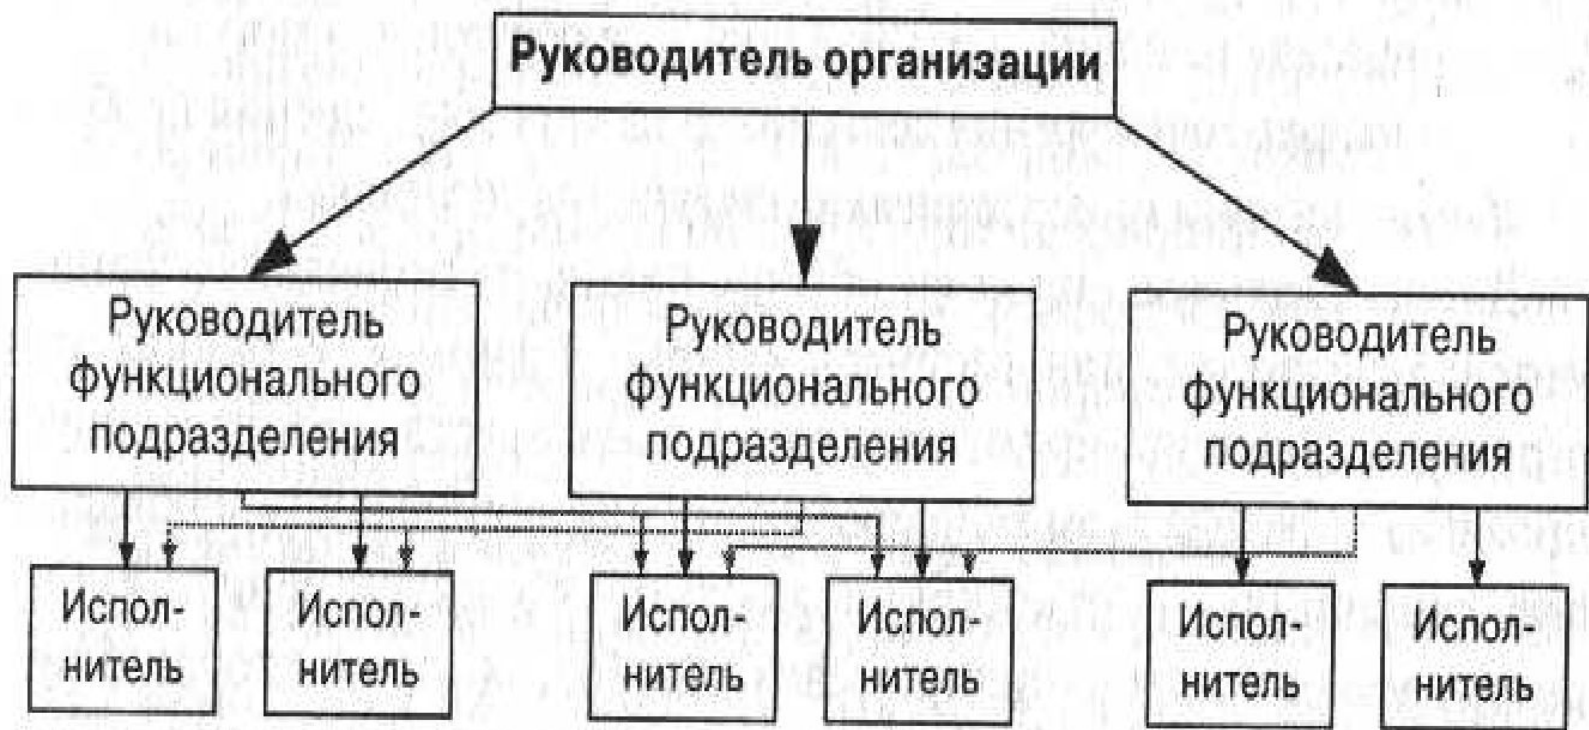 Руководитель организации
Руководитель
функционального
подразделения
Руководитель
функционального
подразделения
Руководитель
функционального
подразделения
Испол-
нитель
Испол-
нитель
Испол-
нитель
Испол-
нитель
Испол-
нитель
Испол-
нитель